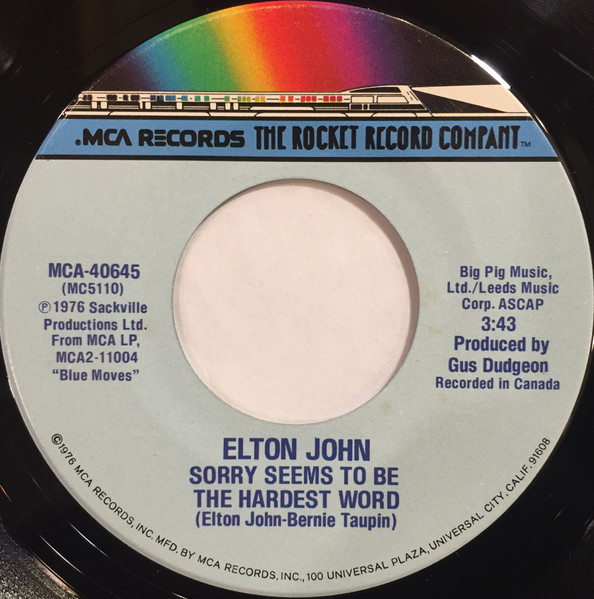 .MCA RECORDS THE ROCKET RECORD COMPANY™
MCA-40645
(MC5110)
℗ 1976 Sackville
Productions Ltd.
From MCA LP,
MCA2-11004
“Blue Moves”
Big Pig Music,
Ltd./Leeds Music
Corp. ASCAP
3:43
Produced by
Gus Dudgeon
Recorded in Canada
ELTON JOHN
SORRY SEEMS TO BE
THE HARDEST WORD
(Elton John-Bernie Taupin)
©1976 MCA RECORDS, INC. MFD. BY MCA RECORDS, INC., 100 UNIVERSAL PLAZA, UNIVERSAL CITY, CALIF. 91608